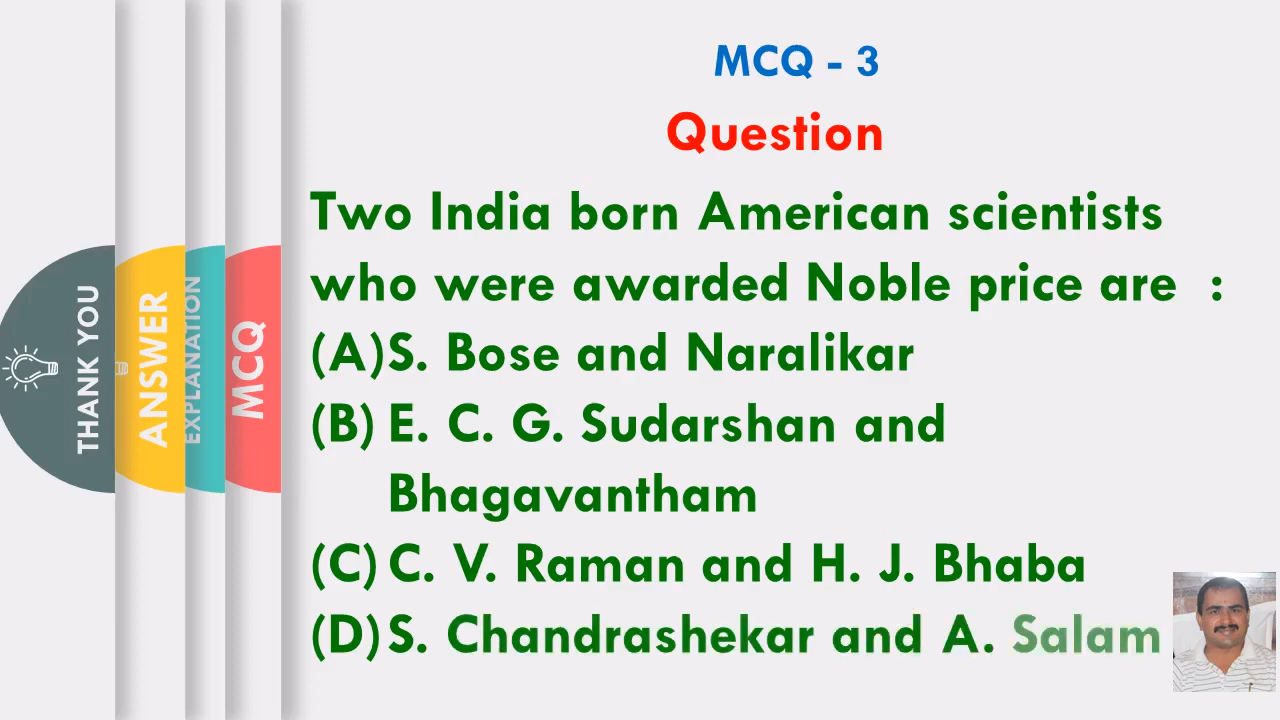 MCQ - 3
Question
Two India born American scientists
who were awarded Noble price are :
(A) S. Bose and Naralikar
(B) E. C. G. Sudarshan and
Bhagavantham
(C) C. V. Raman and H. J. Bhaba
(D) S. Chandrashekar and A. Salam
THANK YOU
ANSWER
EXPLANATION
MCQ